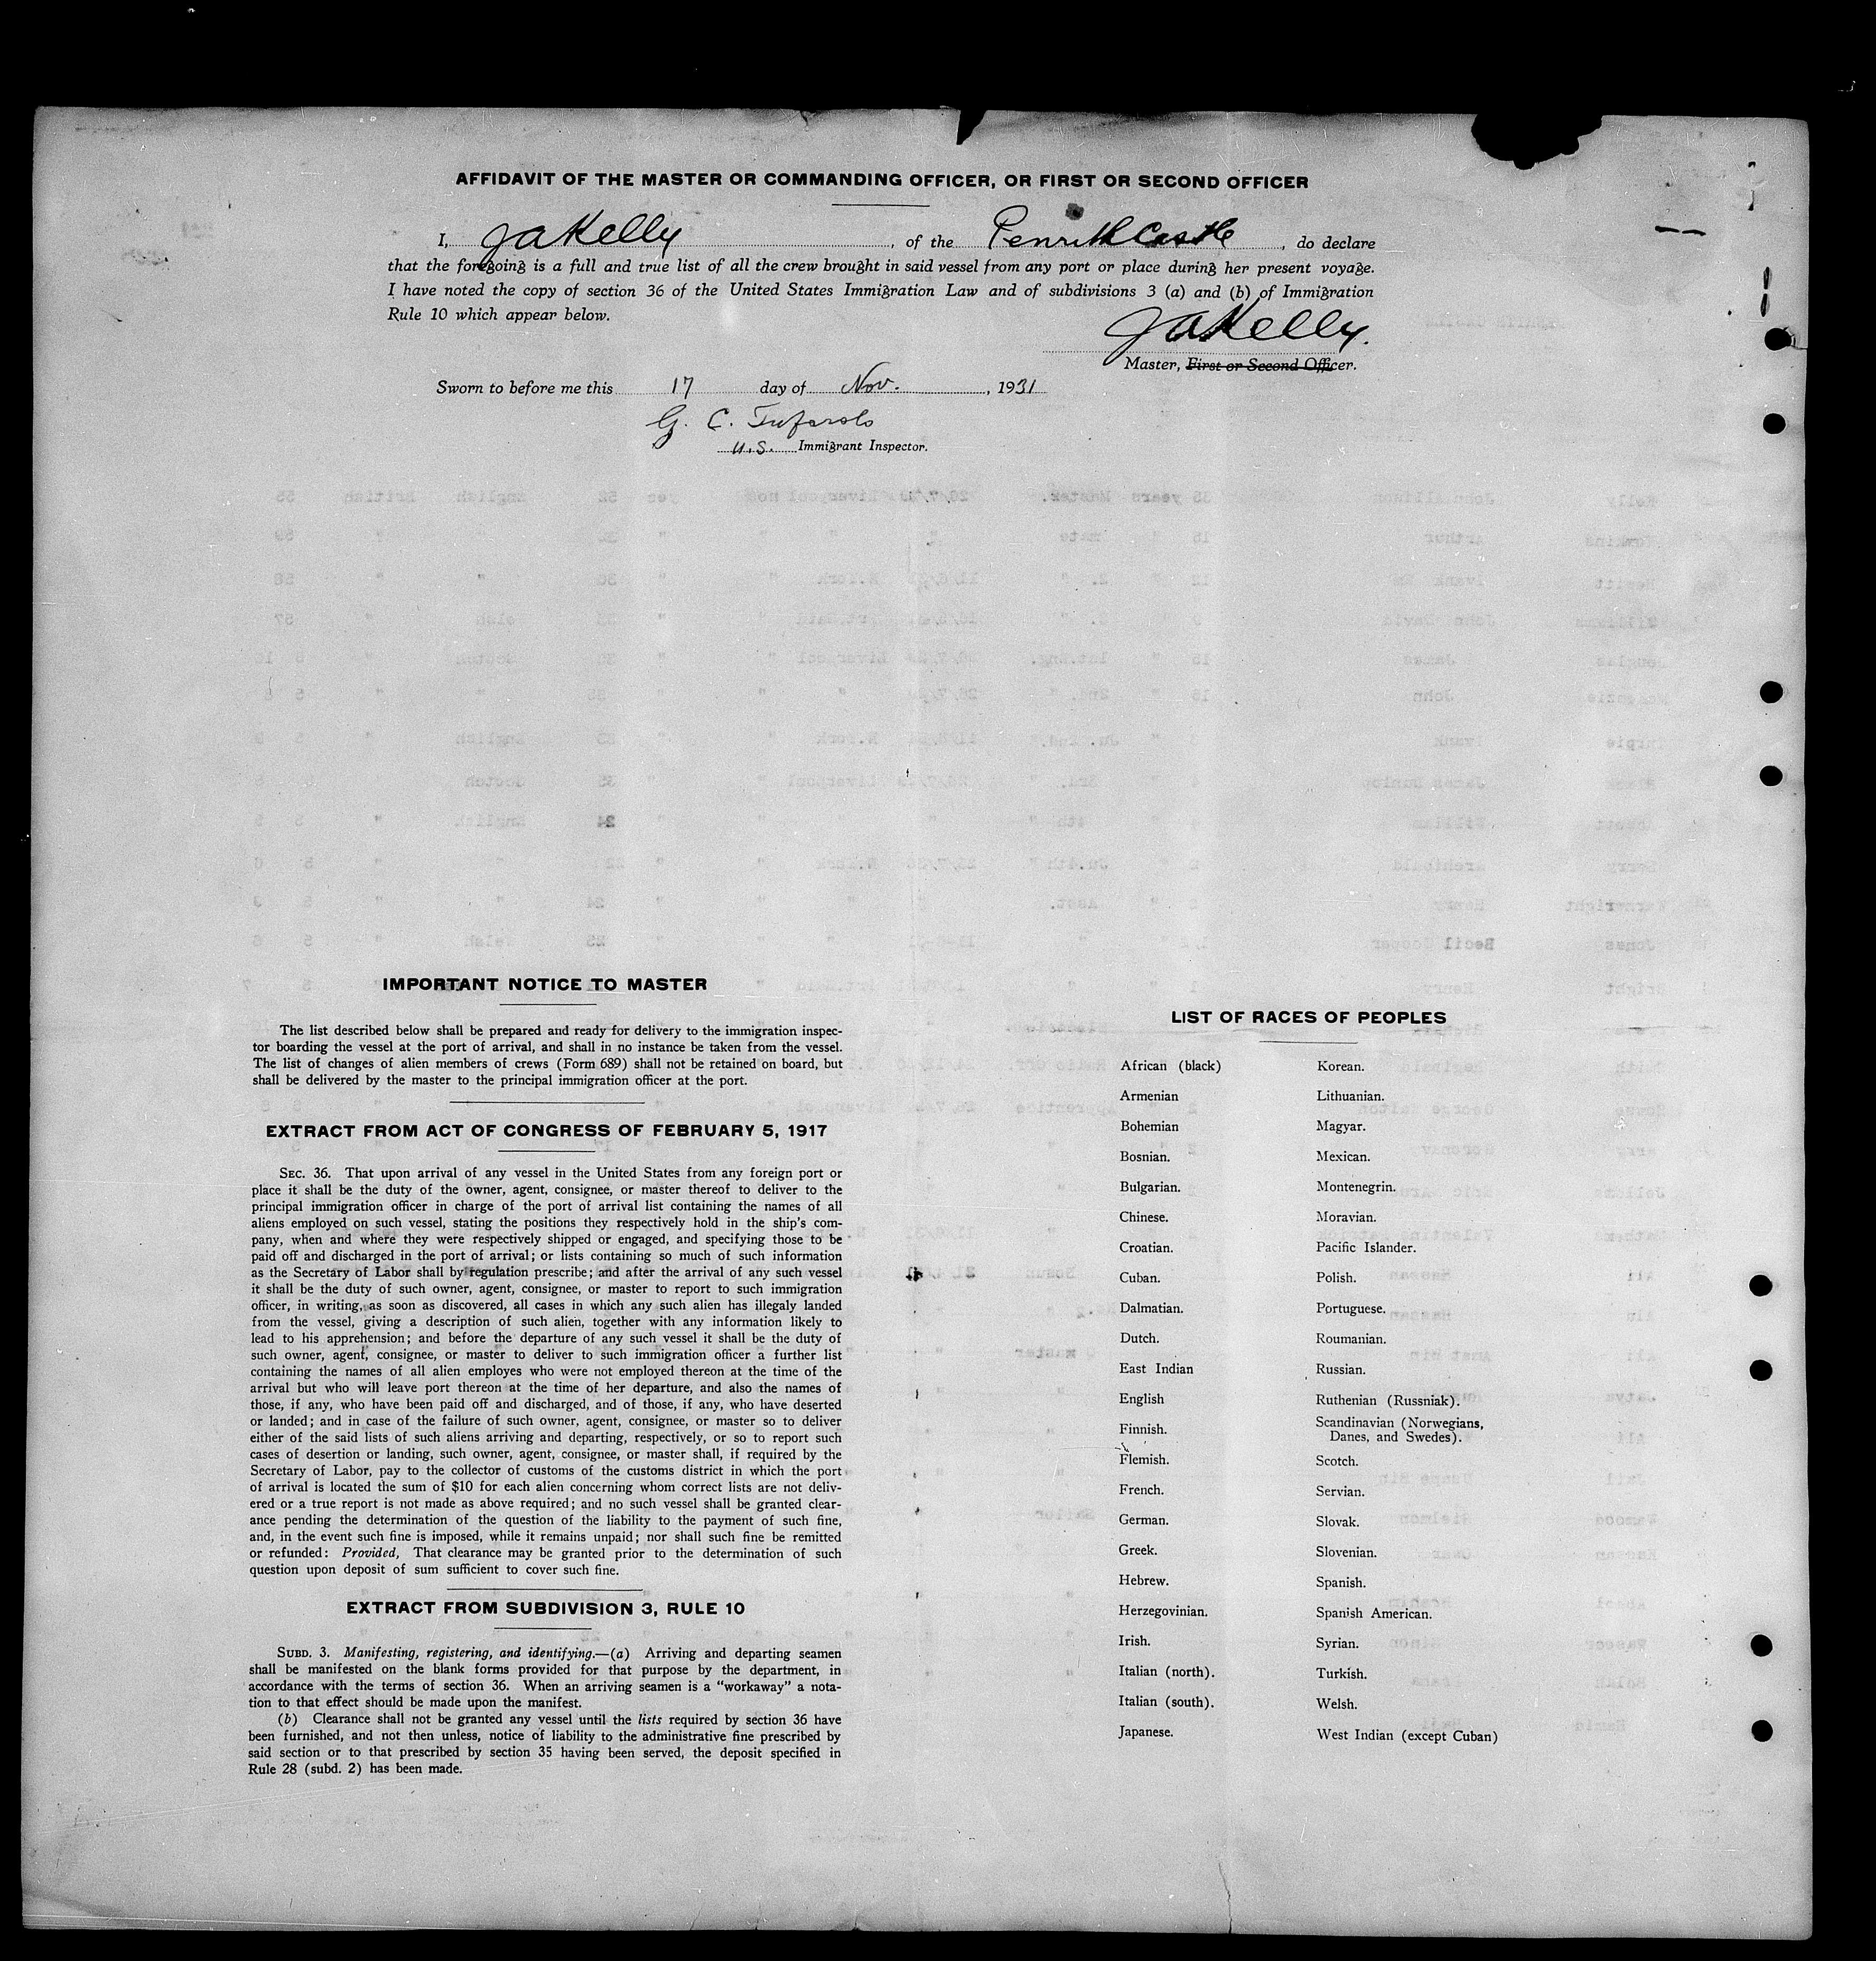 AFFIDAVIT OF THE MASTER OR COMMANDING OFFICER, OR FIRST OR SECOND OFFICER
I, JAKelly, of the Penrith Castle, do declare
that the foregoing is a full and true list of all the crew brought in said vessel from any port or place during her present voyage.
I have noted the copy of section 36 of the United States Immigration Law and of subdivisions 3 (a) and (b) of Immigration
Rule 10 which appear below.
JAKelly.
Master, First or Second Officer.
Sworn to before me this 17 day of Nov., 1931
G. C.
U.S. Immigrant Inspector.
IMPORTANT NOTICE TO MASTER
The list described below shall be prepared and ready for delivery to the immigration inspec-
tor boarding the vessel at the port of arrival, and shall in no instance be taken from the vessel.
The list of changes of alien members of crews (Form 689) shall not be retained on board, but
shall be delivered by the master to the principal immigration officer at the port.
EXTRACT FROM ACT OF CONGRESS OF FEBRUARY 5, 1917
SEC. 36. That upon arrival of any vessel in the United States from any foreign port or
place it shall be the duty of the owner, agent, consignee, or master thereof to deliver to the
principal immigration officer in charge of the port of arrival list containing the names of all
aliens employed on such vessel, stating the positions they respectively hold in the ship's com-
pany, when and where they were respectively shipped or engaged, and specifying those to be
paid off and discharged in the port of arrival; or lists containing so much of such information
as the Secretary of Labor shall by regulation prescribe; and after the arrival of any such vessel
it shall be the duty of such owner, agent, consignee, or master to report to such immigration
officer, in writing, as soon as discovered, all cases in which any such alien has illegaly landed
from the vessel, giving a description of such alien, together with any information likely to
lead to his apprehension; and before the departure of any such vessel it shall be the duty of
such owner, agent, consignee, or master to deliver to such immigration officer a further list
containing the names of all alien employes who were not employed thereon at the time of the
arrival but who will leave port thereon at the time of her departure, and also the names of
those, if any, who have been paid off and discharged, and of those, if any, who have deserted
or landed; and in case of the failure of such owner, agent, consignee, or master so to deliver
either of the said lists of such aliens arriving and departing, respectively, or so to report such
cases of desertion or landing, such owner, agent, consignee, or master shall, if required by the
Secretary of Labor, pay to the collector of customs of the customs district in which the port
of arrival is located the sum of $10 for each alien concerning whom correct lists are not deliv-
ered or a true report is not made as above required; and no such vessel shall be granted clear-
ance pending the determination of the question of the liability to the payment of such fine,
and, in the event such fine is imposed, while it remains unpaid; nor shall such fine be remitted
or refunded: Provided, That clearance may be granted prior to the determination of such
question upon deposit of sum sufficient to cover such fine.
EXTRACT FROM SUBDIVISION 3, RULE 10
SUBD. 3. Manifesting, registering, and identifying.—(a) Arriving and departing seamen
shall be manifested on the blank forms provided for that purpose by the department, in
accordance with the terms of section 36. When an arriving seamen is a "workaway" a nota-
tion to that effect should be made upon the manifest.
(b) Clearance shall not be granted any vessel until the lists required by section 36 have
been furnished, and not then unless, notice of liability to the administrative fine prescribed by
said section or to that prescribed by section 35 having been served, the deposit specified in
Rule 28 (subd. 2) has been made.
LIST OF RACES OF PEOPLES
African (black)
Armenian
Bohemian
Bosnian.
Bulgarian.
Chinese.
Croatian.
Cuban.
Dalmatian.
Dutch.
East Indian
English
Finnish.
Flemish.
French.
German.
Greek.
Hebrew.
Herzegovinian.
Irish.
Italian (north).
Italian (south).
Japanese.
Korean.
Lithuanian.
Magyar.
Mexican.
Montenegrin.
Moravian.
Pacific Islander.
Polish.
Portuguese.
Roumanian.
Russian.
Ruthenian (Russniak).
Scandinavian (Norwegians,
Danes, and Swedes).
Scotch.
Servian.
Slovak.
Slovenian.
Spanish.
Spanish American.
Syrian.
Turkish.
Welsh.
West Indian (except Cuban)